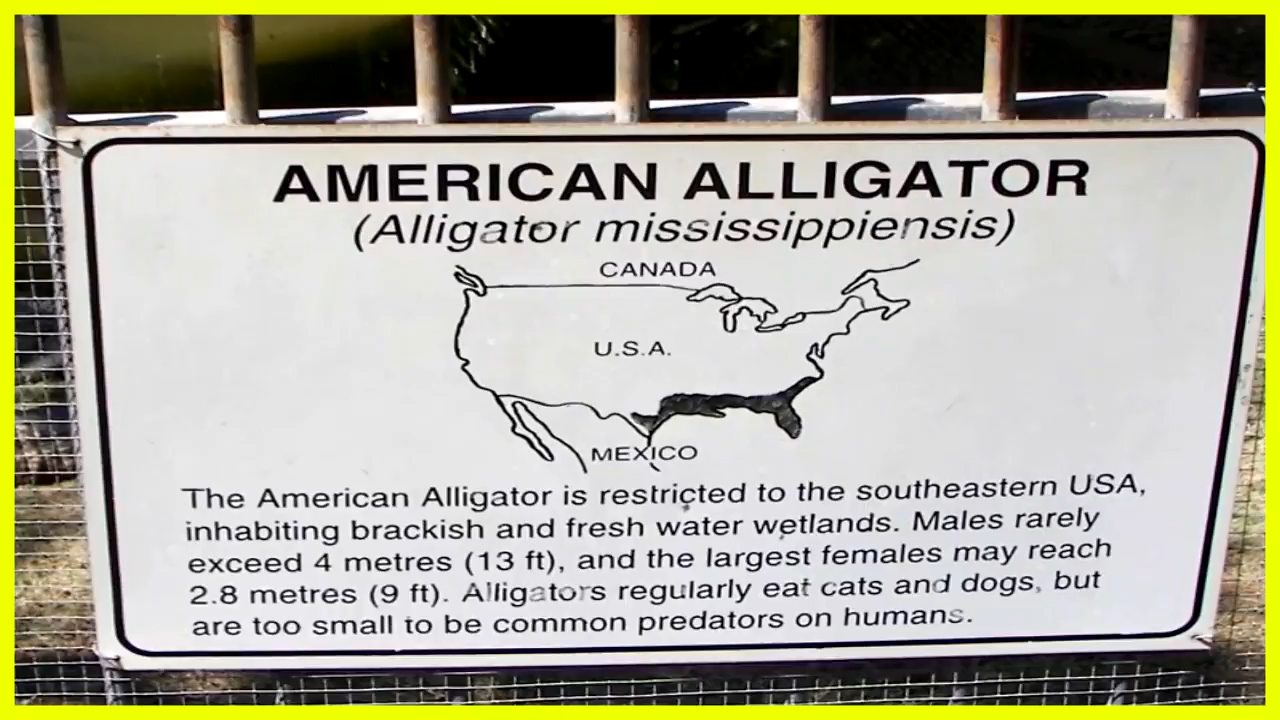 AMERICAN ALLIGATOR
(Alligator mississippiensis)
CANADA
U.S.A.
MEXICO
The American Alligator is restricted to the southeastern USA,
inhabiting brackish and fresh water wetlands. Males rarely
exceed 4 metres (13 ft), and the largest females may reach
2.8 metres (9 ft). Alligators regularly eat cats and dogs, but
are too small to be common predators on humans.